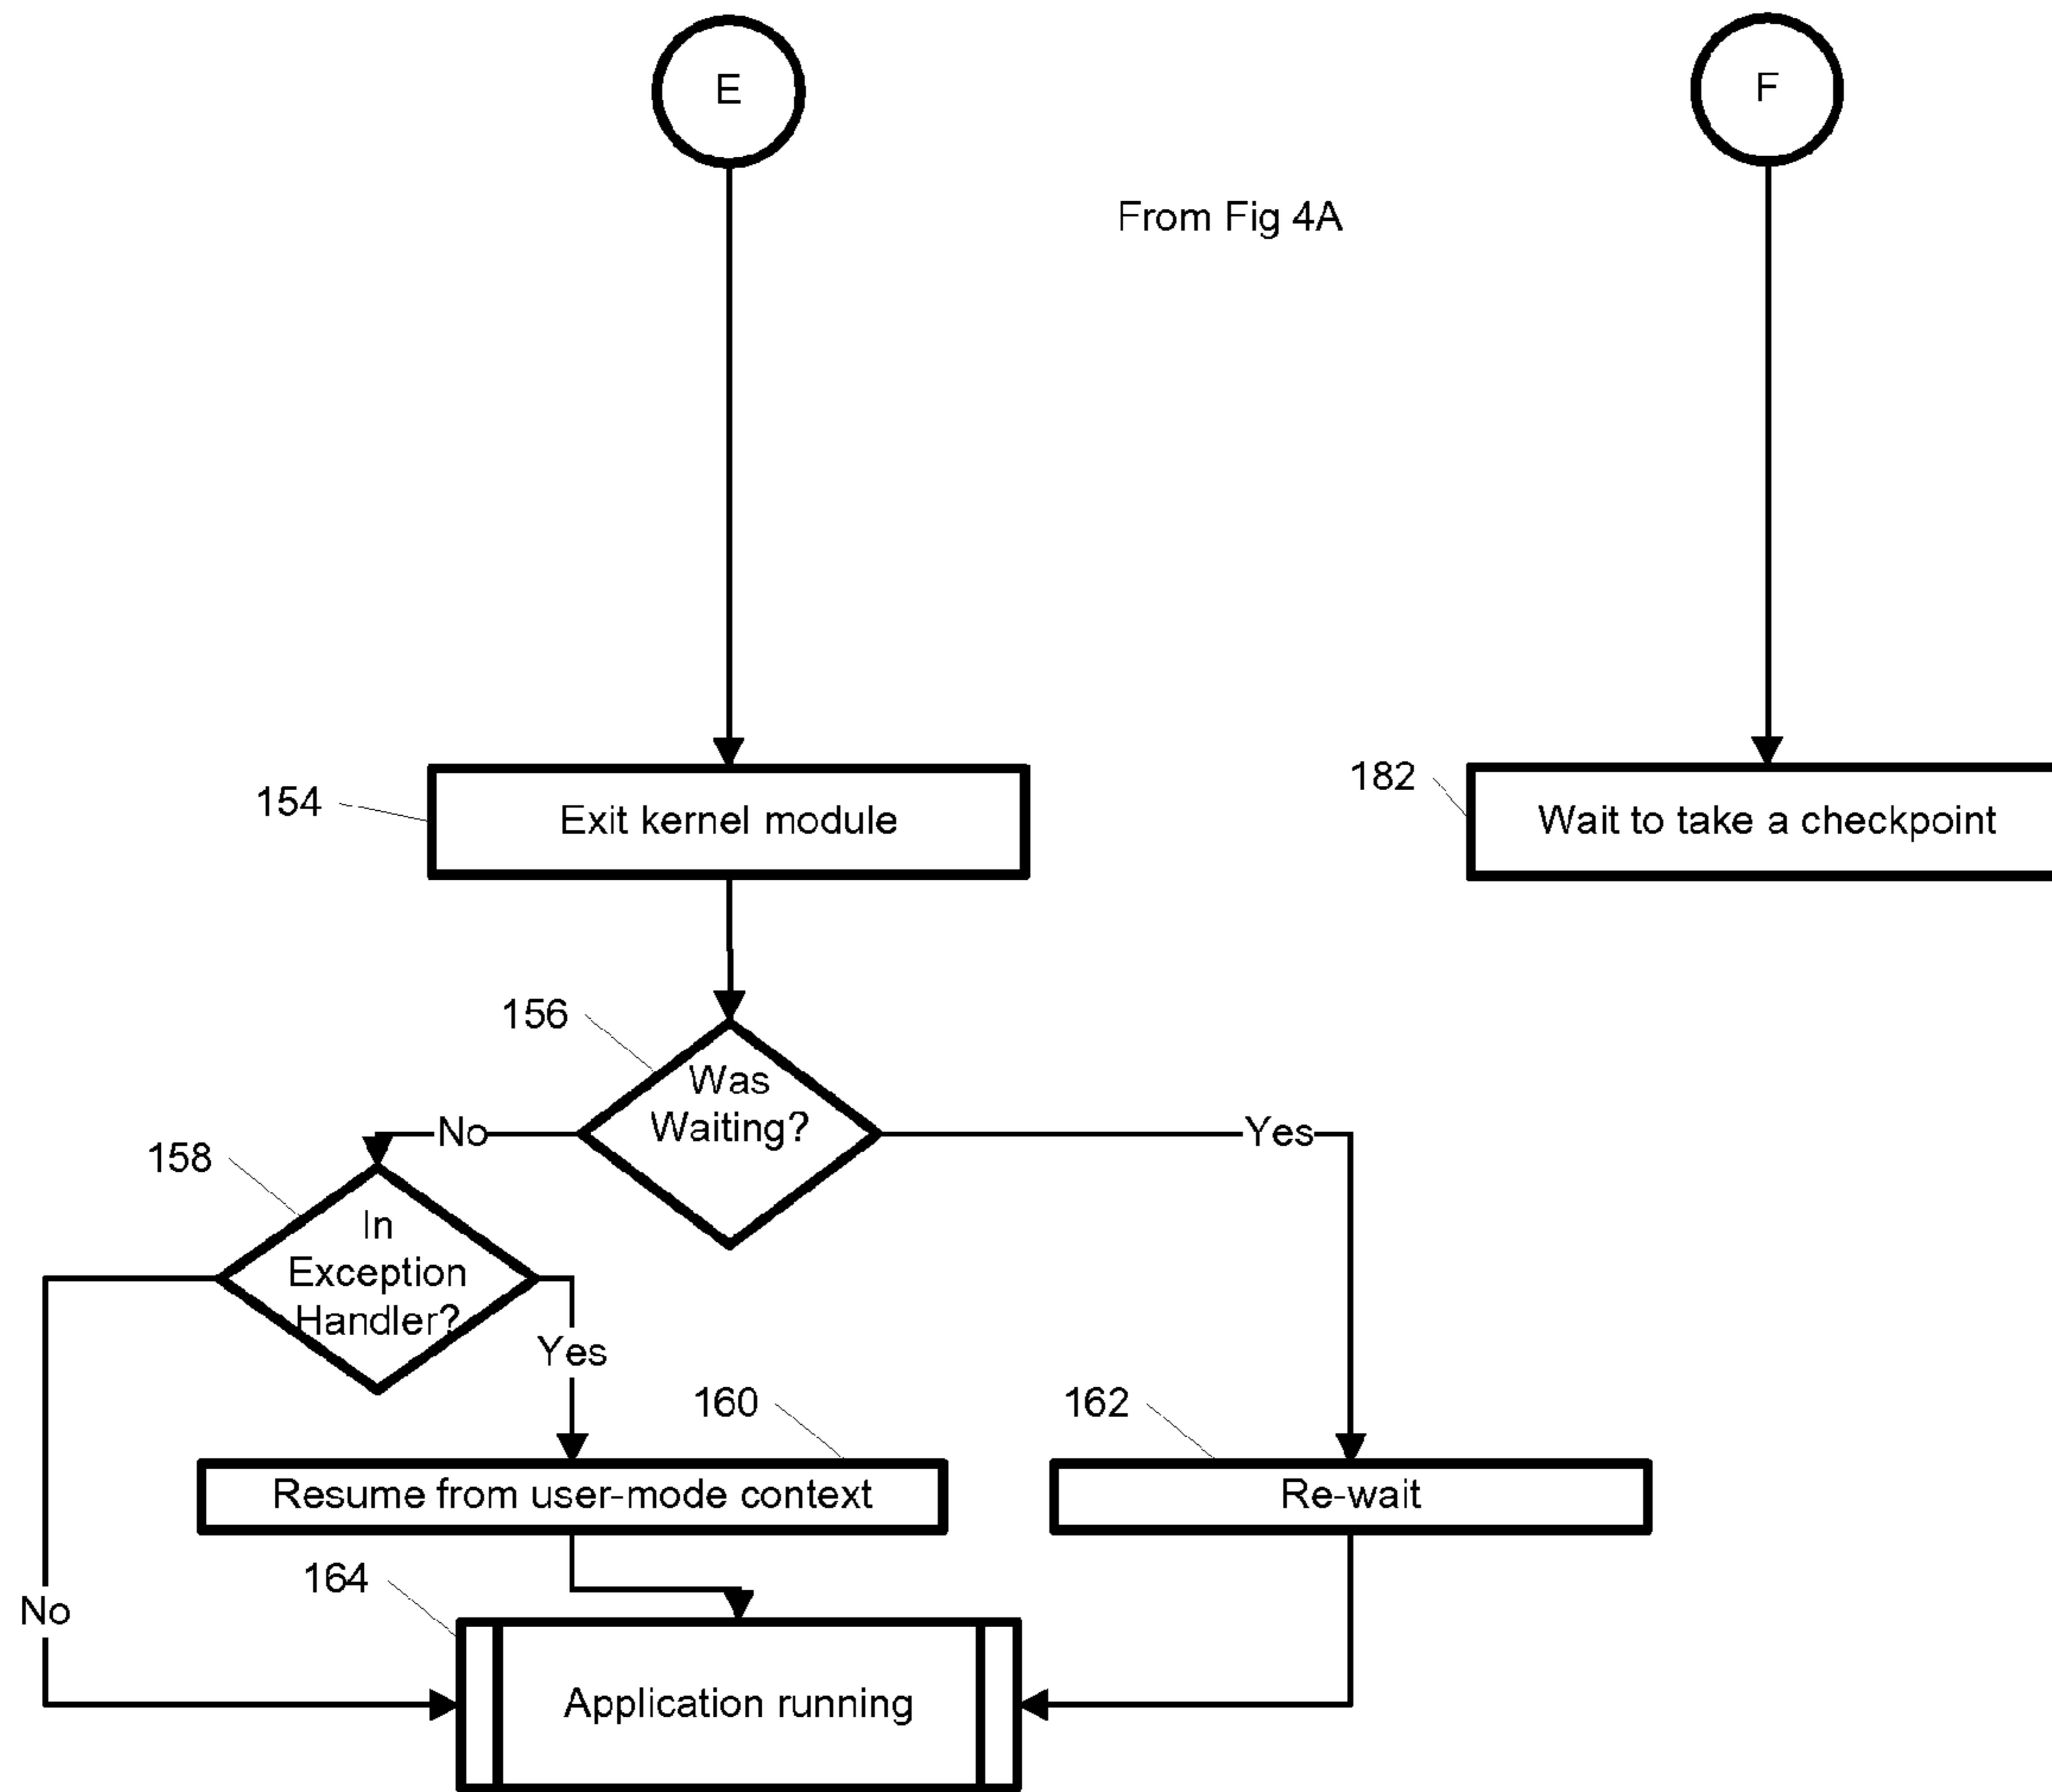 E
F
From Fig 4A
154
Exit kernel module
182
Wait to take a checkpoint
156
Was
Waiting?
No
Yes
158
In
Exception
Handler?
Yes
160
162
Resume from user-mode context
Re-wait
164
No
Application running